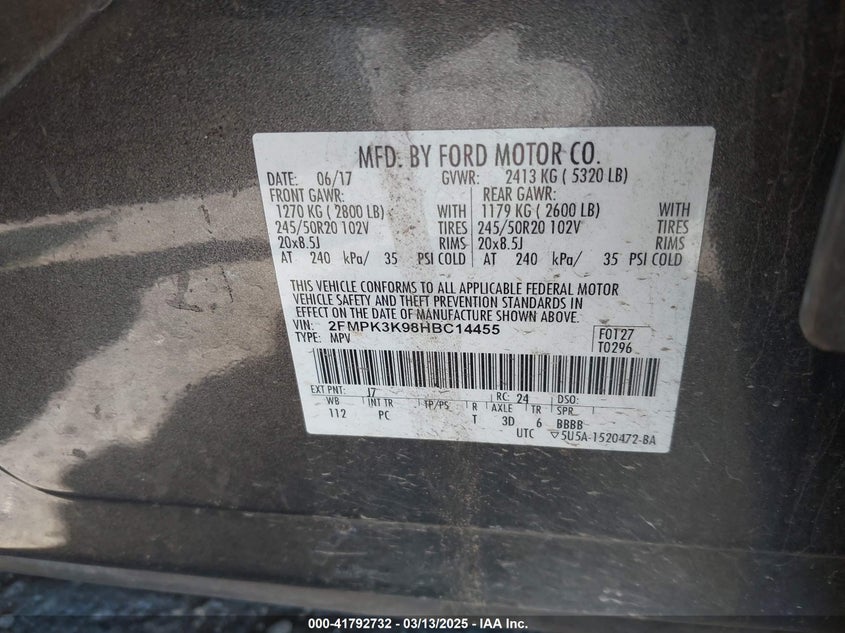 MFD. BY FORD MOTOR CO.
DATE: 06/17 GVWR: 2413 KG ( 5320 LB)
FRONT GAWR: REAR GAWR:
1270 KG ( 2800 LB) WITH 1179 KG ( 2600 LB) WITH
245/50R20 102V TIRES 245/50R20 102V TIRES
20x8.5J RIMS 20x8.5J RIMS
AT 240 kPa/ 35 PSI COLD AT 240 kPa/ 35 PSI COLD
THIS VEHICLE CONFORMS TO ALL APPLICABLE FEDERAL MOTOR
VEHICLE SAFETY AND THEFT PREVENTION STANDARDS IN
EFFECT ON THE DATE OF MANUFACTURE SHOWN ABOVE.
VIN: 2FMPK3K98HBC14455 F0127
TYPE: MPV T0296
EXT PNT: J7 RC: 24 DSO:
WB INT TR TP/PS R AXLE TR SPR
112 PC T 3D 6 BBBB
UTC ▽5U5A-1520472-BA
000-41792732 — 03/13/2025 — IAA Inc.